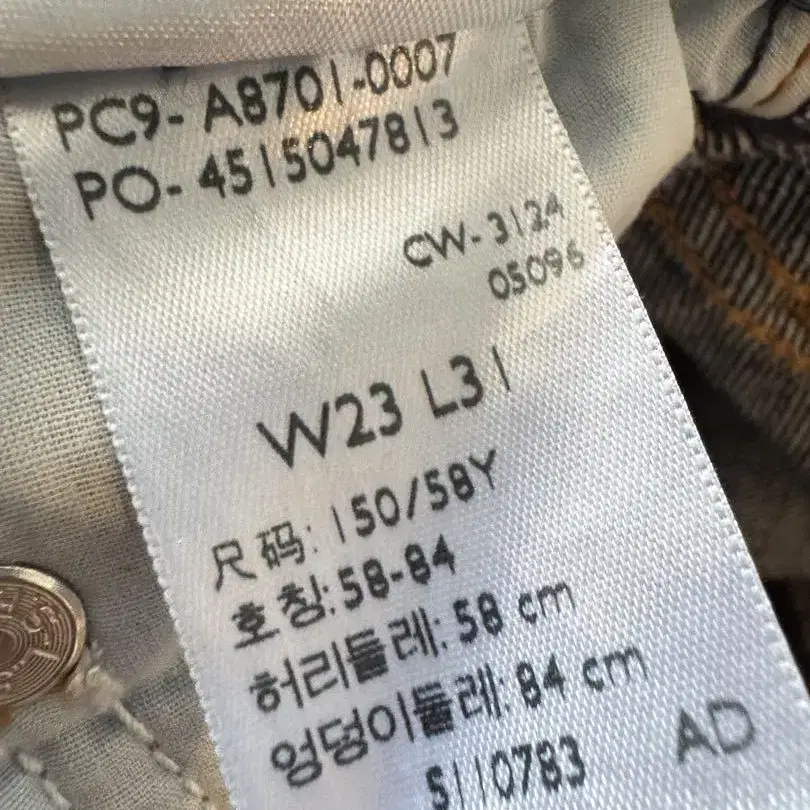 PC9- A8701-0007
PO- 4515047813
CW- 3124
05096
W23 L31
尺码: 150/58Y
호칭: 58-84
허리둘레: 58 cm
엉덩이둘레: 84 cm
5110783 AD